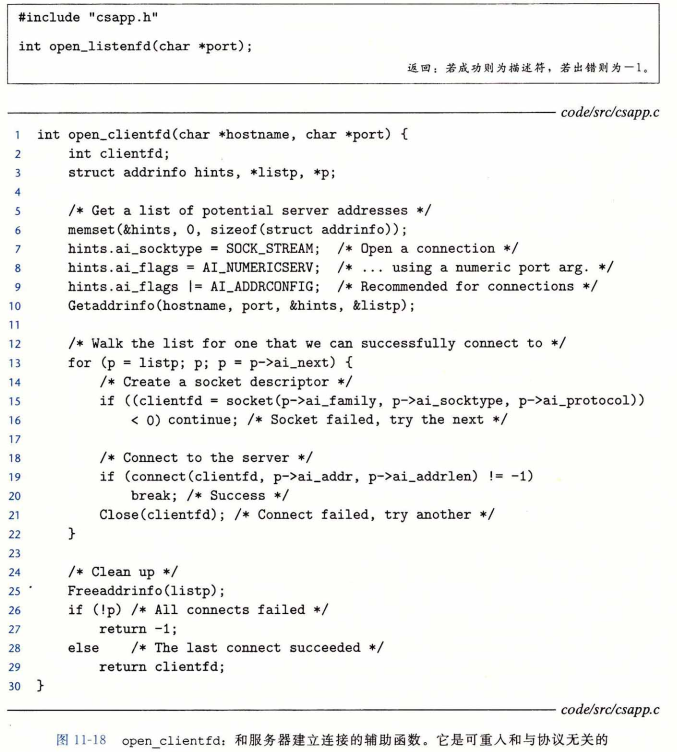 #include "csapp.h"
int open_listenfd(char *port);
返回：若成功则为描述符，若出错则为－1。
code/src/csapp.c
1 int open_clientfd(char *hostname, char *port) {
2     int clientfd;
3     struct addrinfo hints, *listp, *p;
4
5     /* Get a list of potential server addresses */
6     memset(&hints, 0, sizeof(struct addrinfo));
7     hints.ai_socktype = SOCK_STREAM;  /* Open a connection */
8     hints.ai_flags = AI_NUMERICSERV;  /* ... using a numeric port arg. */
9     hints.ai_flags |= AI_ADDRCONFIG;  /* Recommended for connections */
10     Getaddrinfo(hostname, port, &hints, &listp);
11
12     /* Walk the list for one that we can successfully connect to */
13     for (p = listp; p; p = p->ai_next) {
14         /* Create a socket descriptor */
15         if ((clientfd = socket(p->ai_family, p->ai_socktype, p->ai_protocol))
16             < 0) continue; /* Socket failed, try the next */
17
18         /* Connect to the server */
19         if (connect(clientfd, p->ai_addr, p->ai_addrlen) != -1)
20             break; /* Success */
21         Close(clientfd); /* Connect failed, try another */
22     }
23
24     /* Clean up */
25     Freeaddrinfo(listp);
26     if (!p) /* All connects failed */
27         return -1;
28     else    /* The last connect succeeded */
29         return clientfd;
30 }
code/src/csapp.c
图 11-18 open_clientfd：和服务器建立连接的辅助函数。它是可重入和与协议无关的